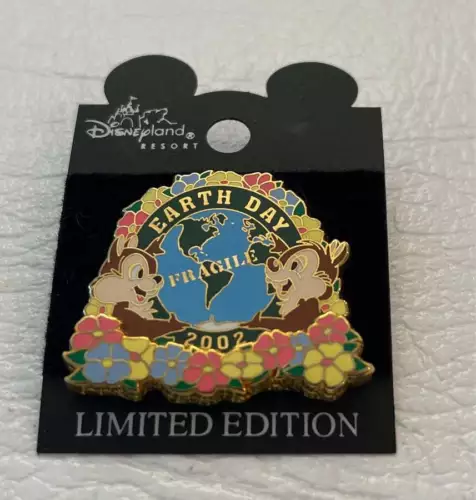 Disneyland®
RESORT
EARTH DAY
FRAGILE
2002
LIMITED EDITION